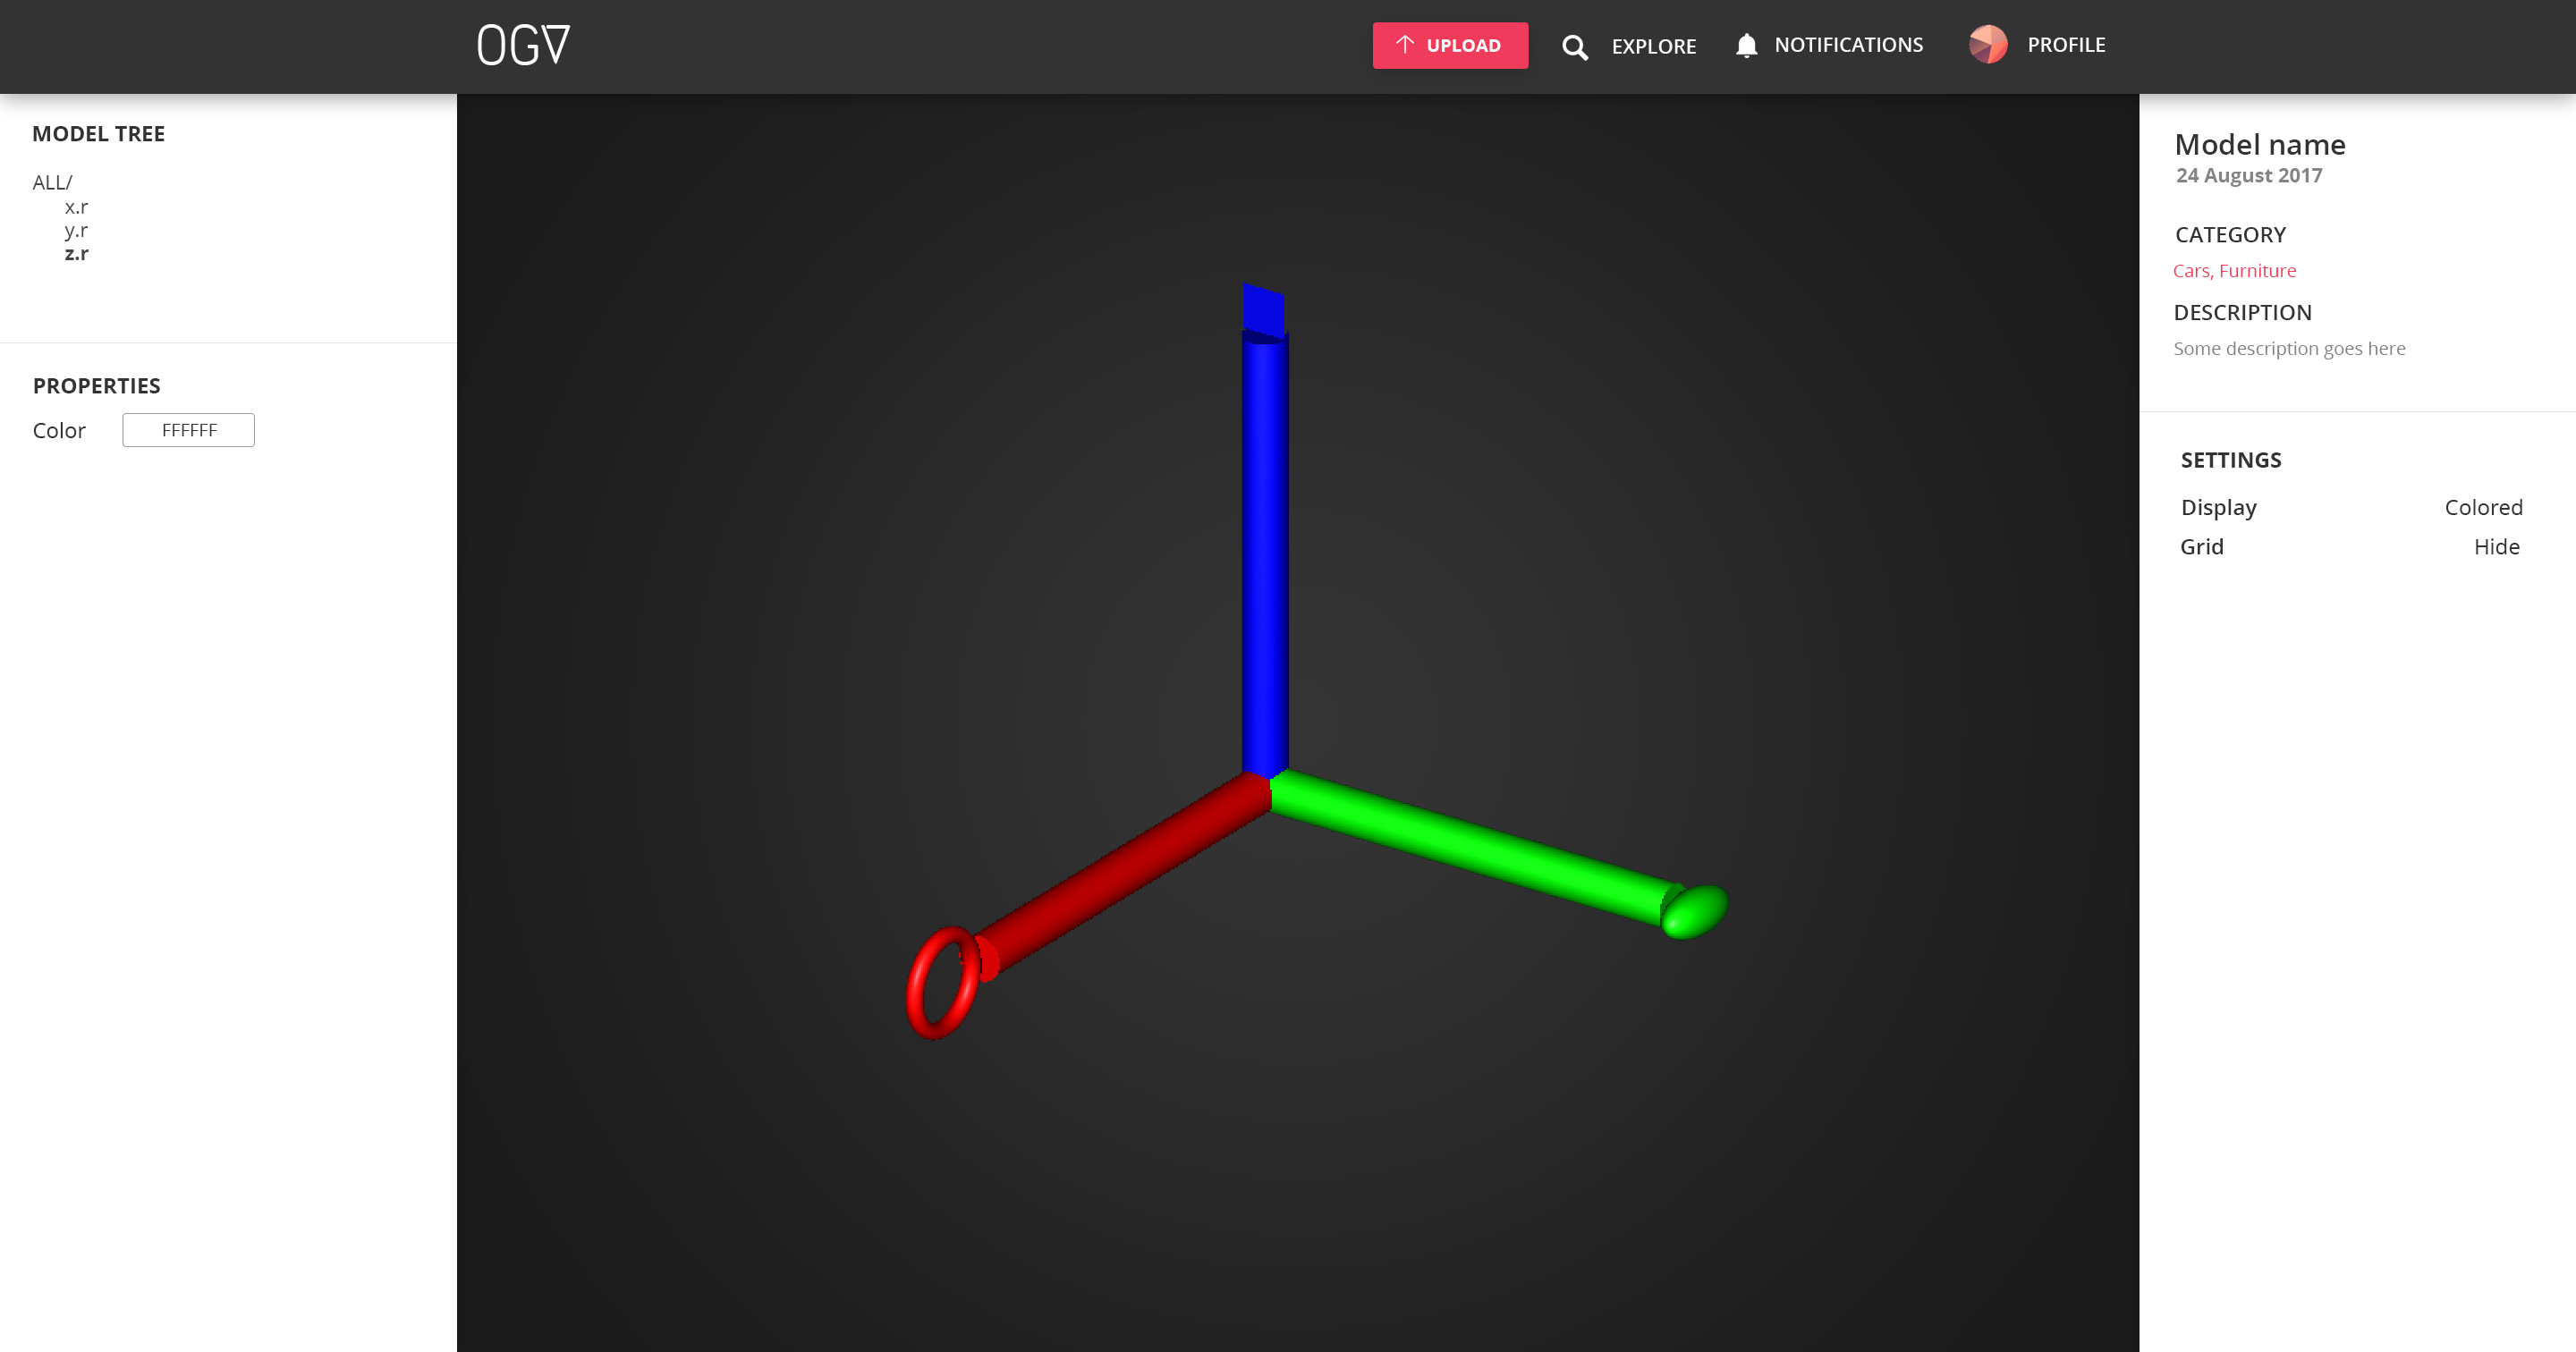 OGV
UPLOAD
EXPLORE
NOTIFICATIONS
PROFILE
MODEL TREE
ALL/
x.r
y.r
z.r
PROPERTIES
Color FFFFFF
Model name
24 August 2017
CATEGORY
Cars, Furniture
DESCRIPTION
Some description goes here
SETTINGS
Display Colored
Grid Hide